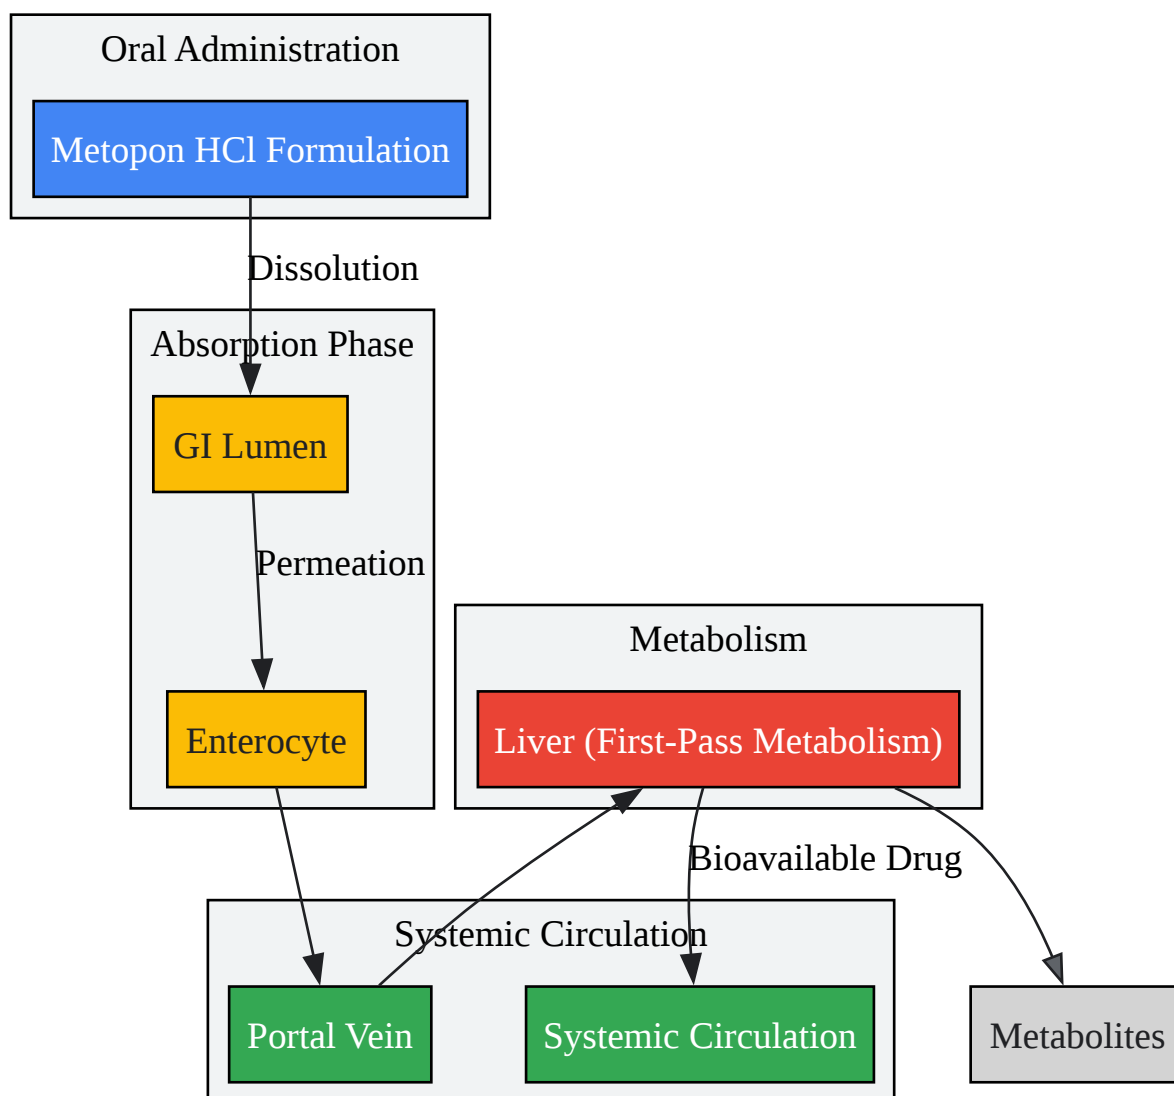 Oral Administration
Metopon HCl Formulation
Dissolution
Absorption Phase
GI Lumen
Permeation
Enterocyte
Metabolism
Liver (First-Pass Metabolism)
Bioavailable Drug
Systemic Circulation
Portal Vein
Systemic Circulation
Metabolites